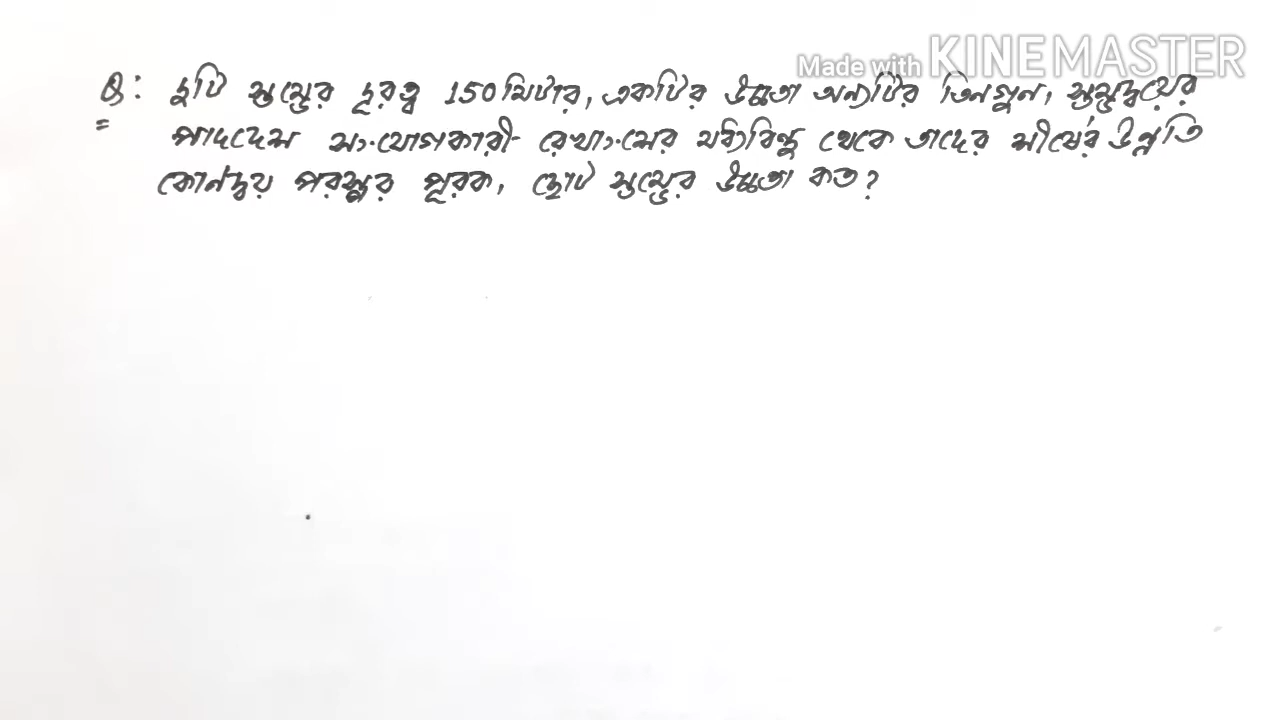 Made with KINEMASTER
Q: দুটি স্তম্ভের দূরত্ব 150 মিটার, একটির উচ্চতা অন্যটির তিনগুন, স্তম্ভদ্বয়ের
পাদদেশ সংযোগকারী রেখাংশের মধ্যবিন্দু থেকে তাদের শীর্ষের উন্নতি
কোনদ্বয় পরস্পর পূরক, ছোট স্তম্ভের উচ্চতা কত?